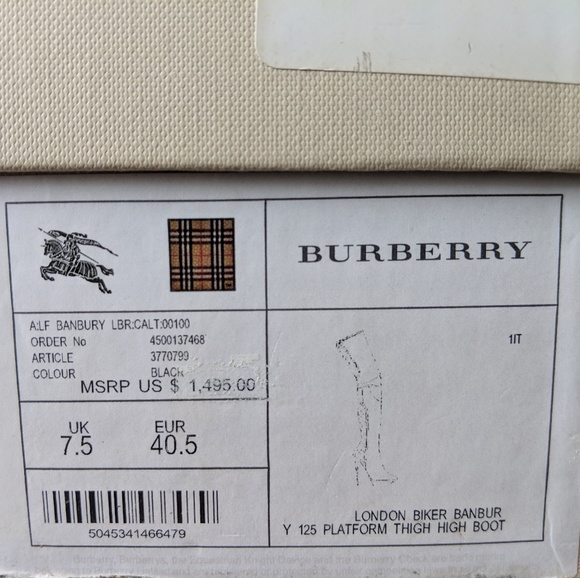 BURBERRY
A:LF BANBURY LBR:CALT:00100
ORDER No 4500137468
ARTICLE 3770799
COLOUR BLACK
MSRP US $ 1,495.00
1IT
UK EUR
7.5 40.5
5045341466479
LONDON BIKER BANBUR
Y 125 PLATFORM THIGH HIGH BOOT